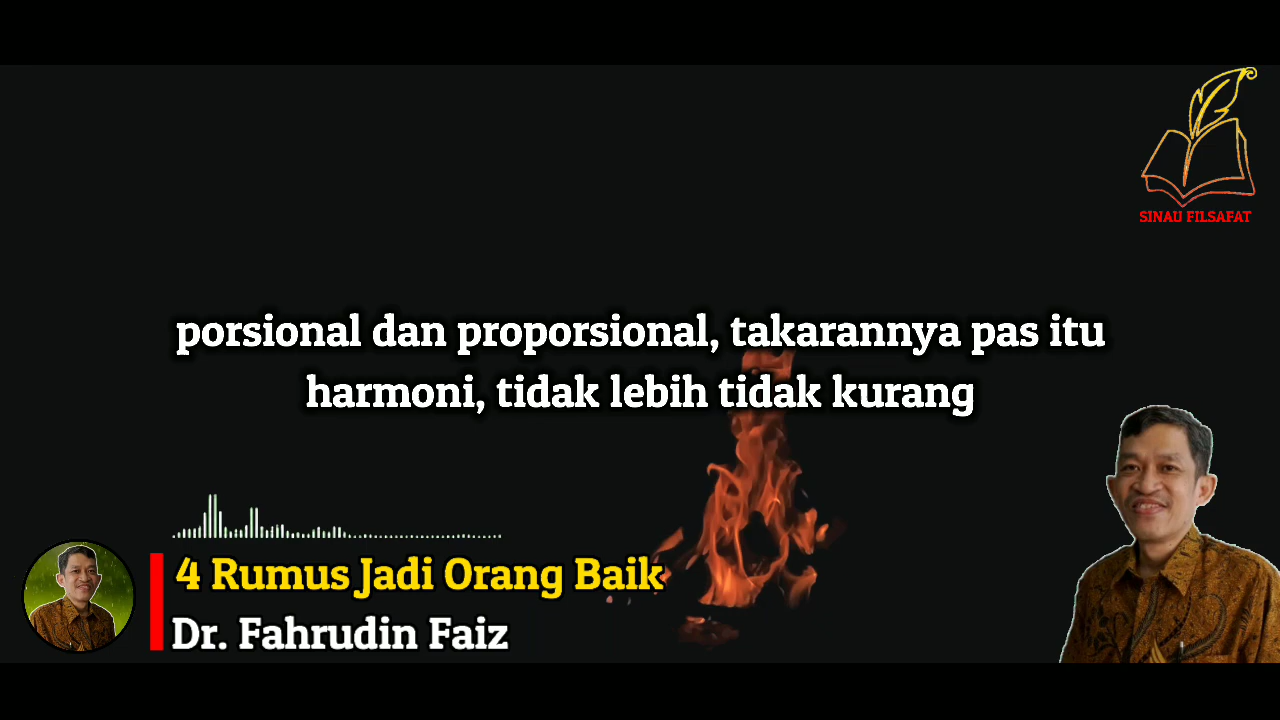 SINAU FILSAFAT
porsional dan proporsional, takarannya pas itu
harmoni, tidak lebih tidak kurang
4 Rumus Jadi Orang Baik
Dr. Fahrudin Faiz